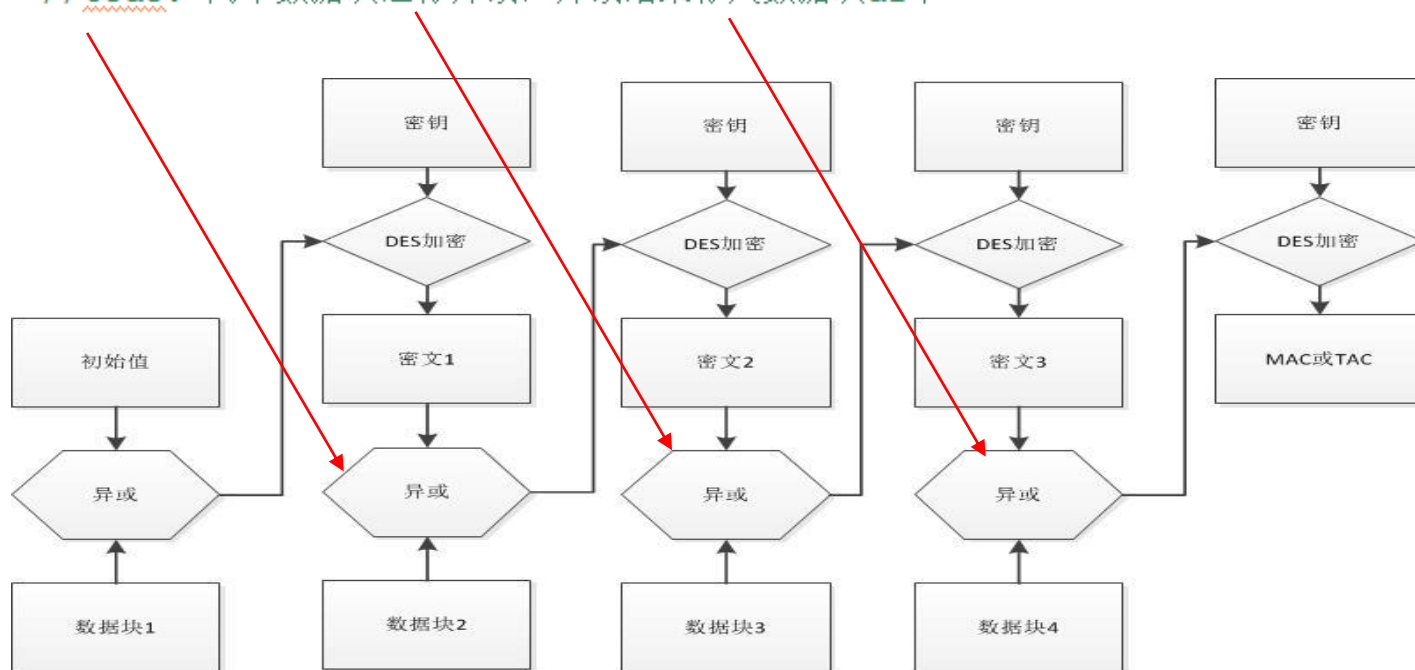 密钥 密钥 密钥 密钥
DES加密 DES加密 DES加密 DES加密
初始值 密文1 密文2 密文3 MAC或TAC
异或 异或 异或 异或
数据块1 数据块2 数据块3 数据块4